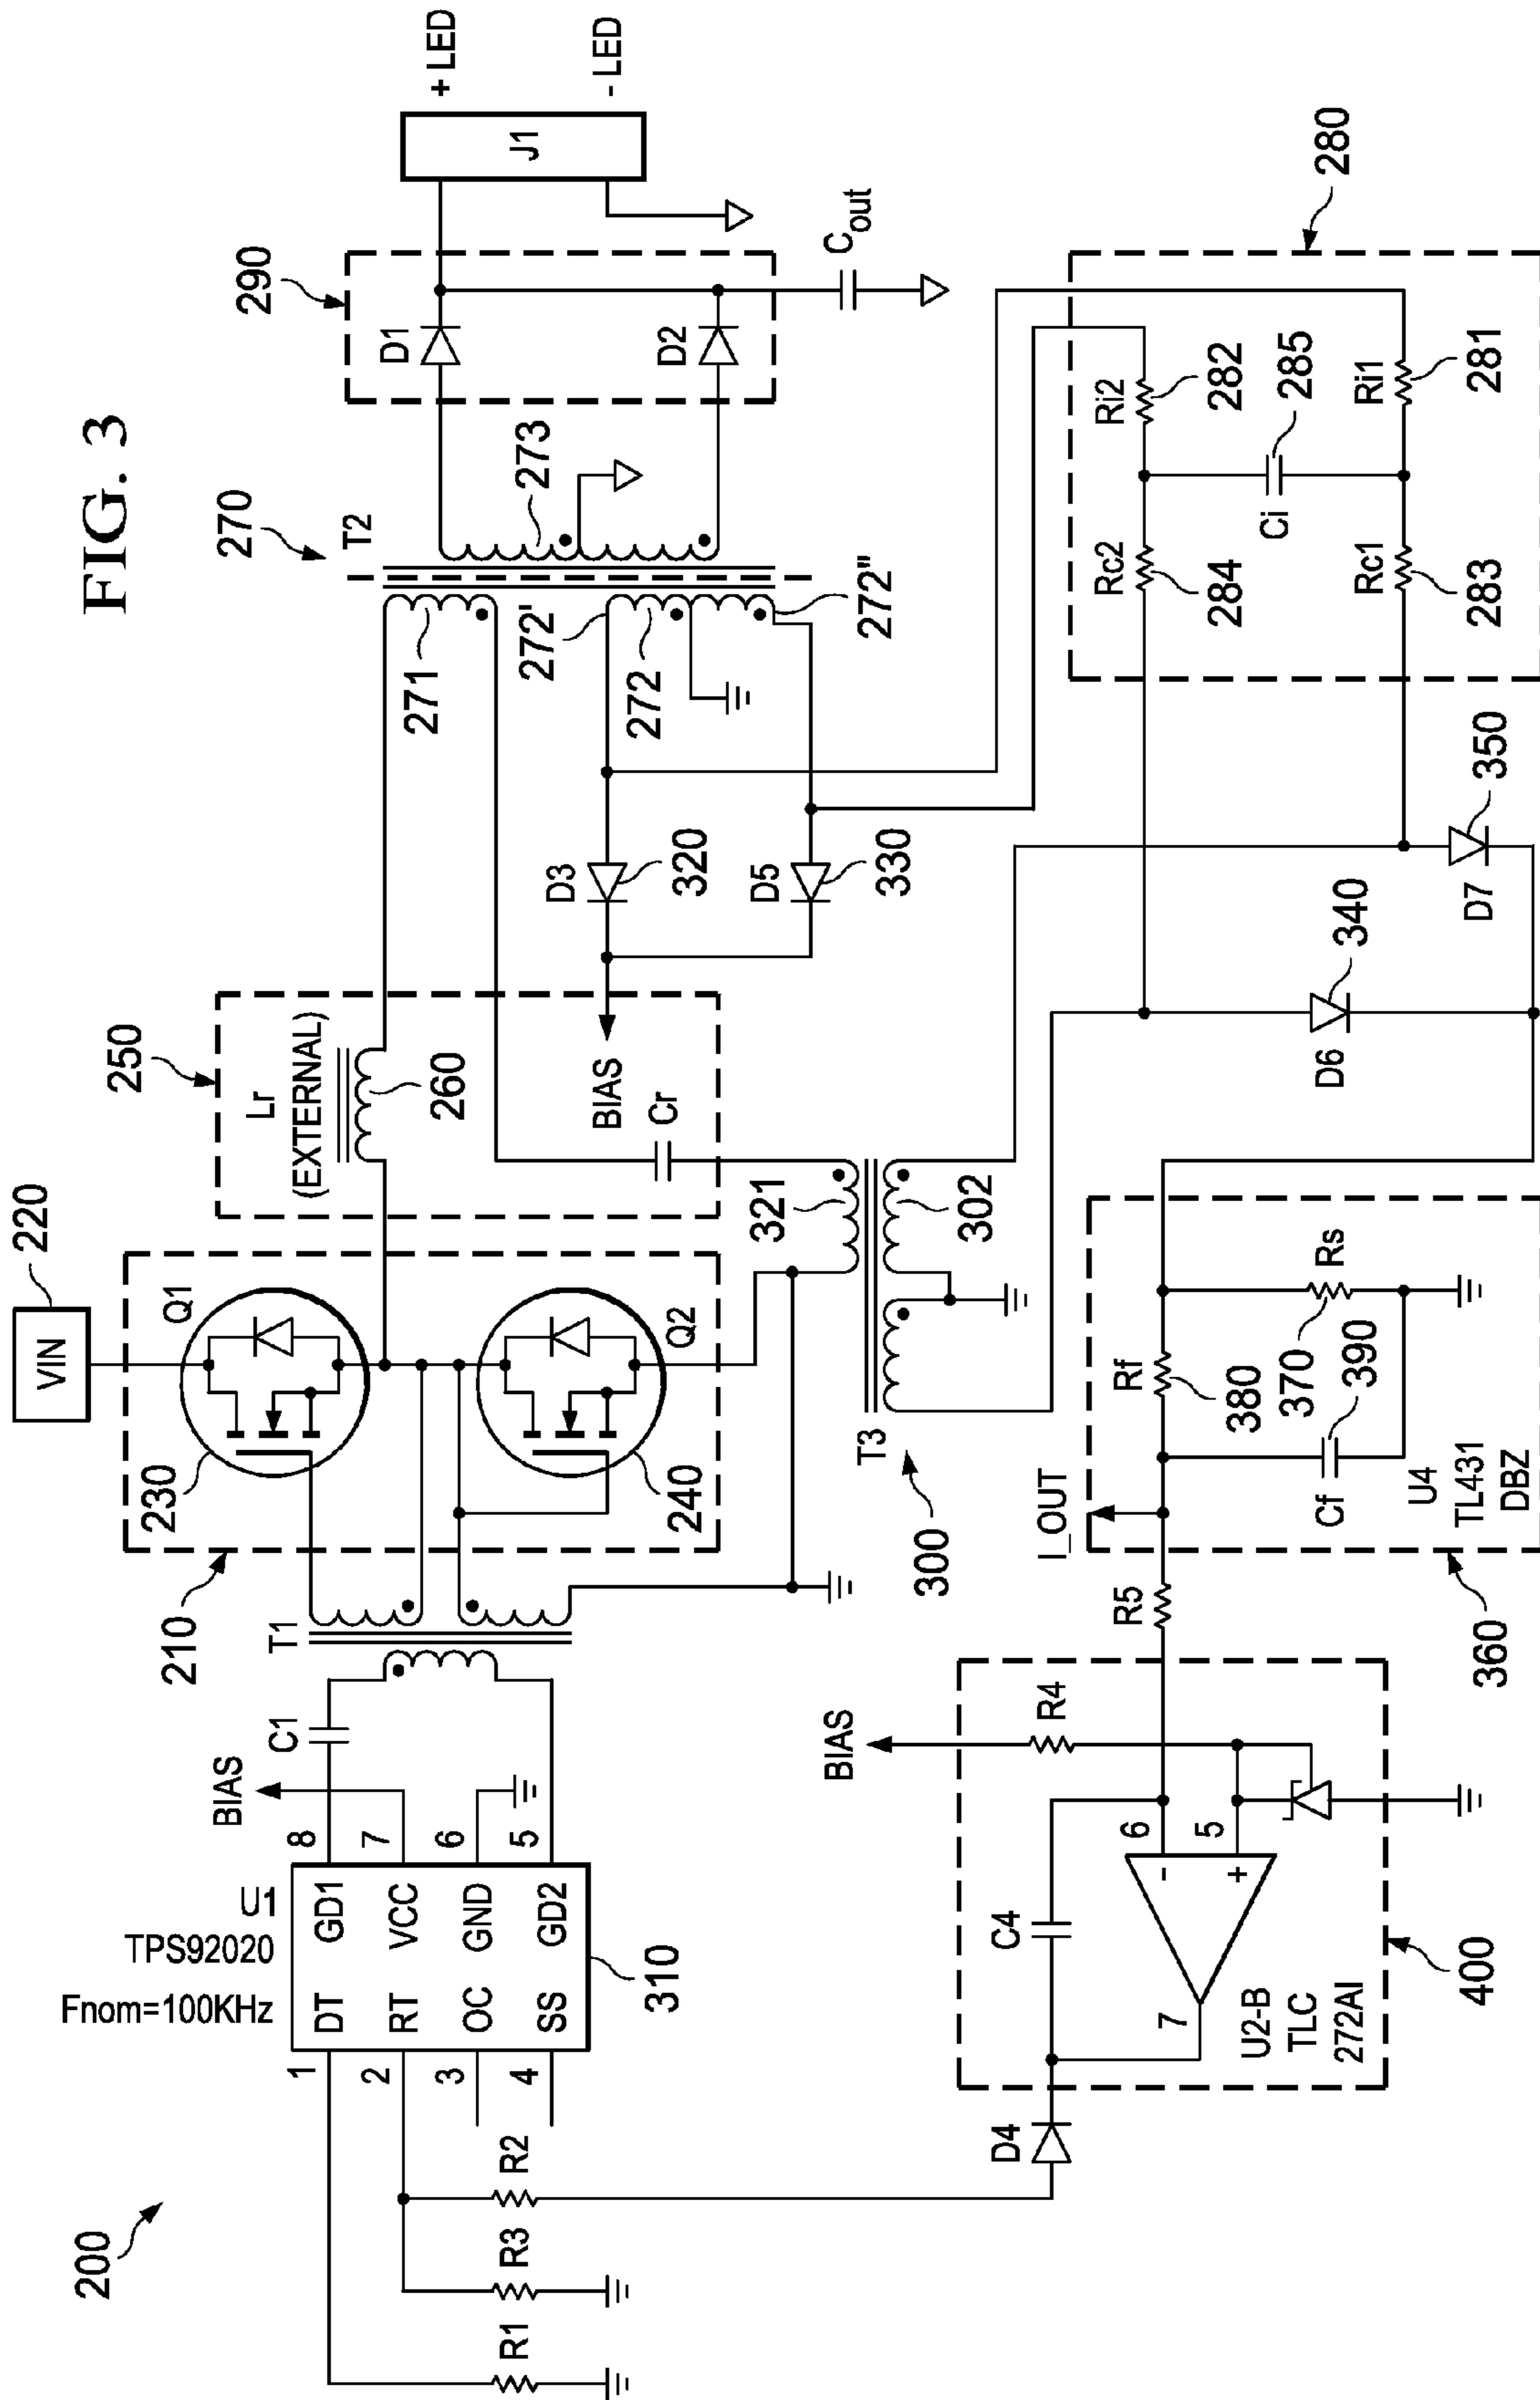 FIG. 3
200
220
VIN
210
230
Q1
240
Q2
250
Lr
(EXTERNAL)
260
BIAS
Cr
270
T2
271
272'
272
272"
273
290
D1
D2
J1
+ LED
- LED
Cout
T1
C1
BIAS
U1
TPS92020
Fnom=100KHz
310
1
2
3
4
DT
RT
OC
SS
GD1
VCC
GND
GD2
8
7
6
5
R1
R3
R2
D3
320
D5
330
321
302
T3
300
280
Ri2
282
Rc2
284
Ci
285
Ri1
281
Rc1
283
D6
340
D7
350
I_OUT
Rf
380
Rs
370
390
Cf
U4
TL431
DBZ
360
R5
BIAS
R4
C4
6
5
-
+
7
U2-B
TLC
272AI
400
D4